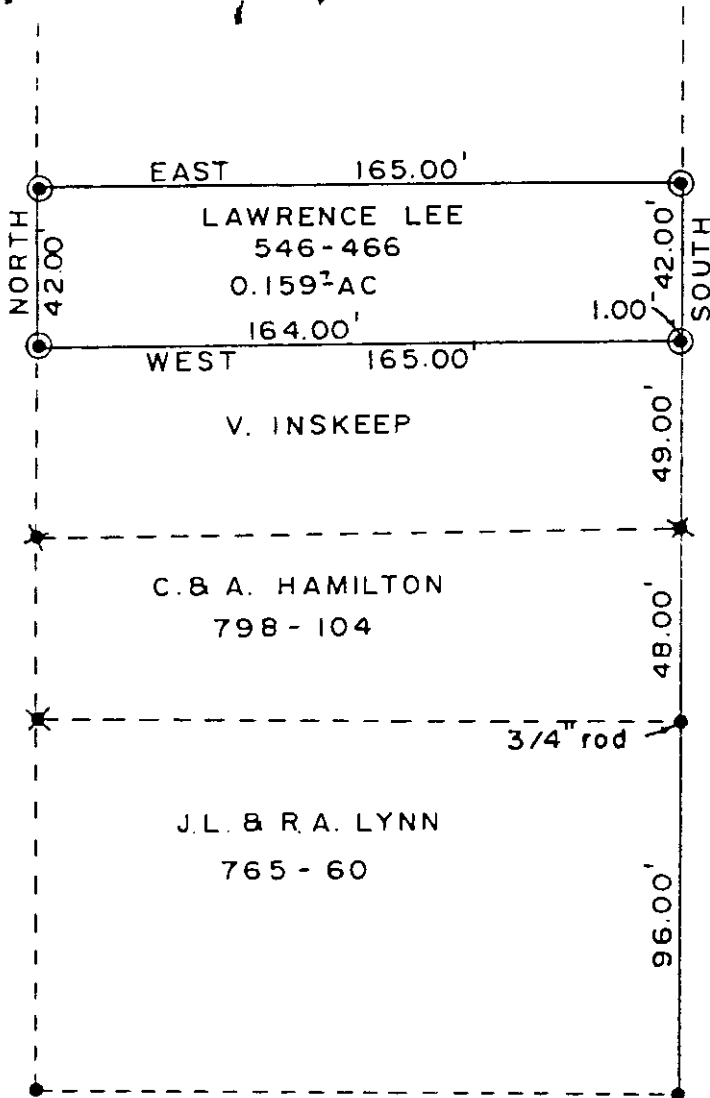 EAST 165.00'
NORTH
42.00'
LAWRENCE LEE
546-466
0.159± AC
42.00'
SOUTH
1.00'
164.00'
WEST 165.00'
V. INSKEEP
49.00'
C. & A. HAMILTON
798-104
48.00'
3/4" rod
J.L. & R.A. LYNN
765-60
96.00'